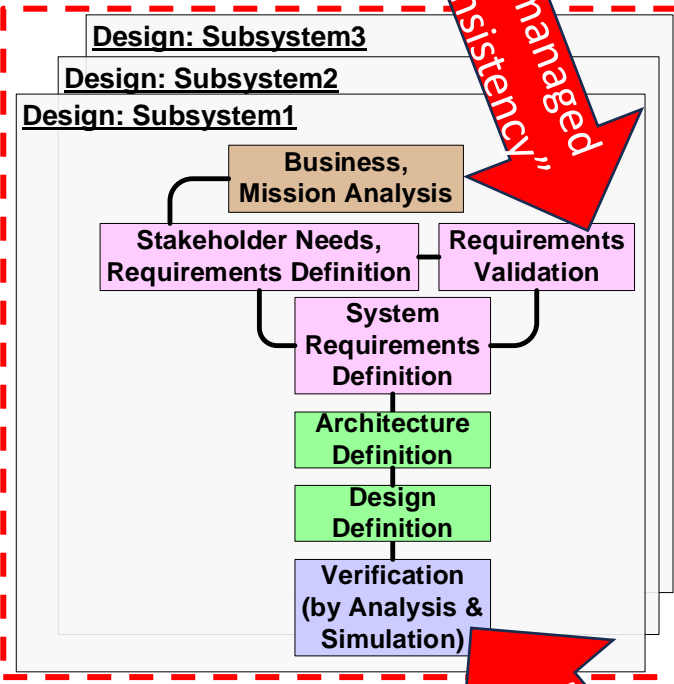 Design: Subsystem3
managed
Design: Subsystem2
Design: Subsystem1
Business,
Mission Analysis
Stakeholder Needs,
Requirements Definition
Requirements
Validation
System
Requirements
Definition
Architecture
Definition
Design
Definition
Verification
(by Analysis &
Simulation)